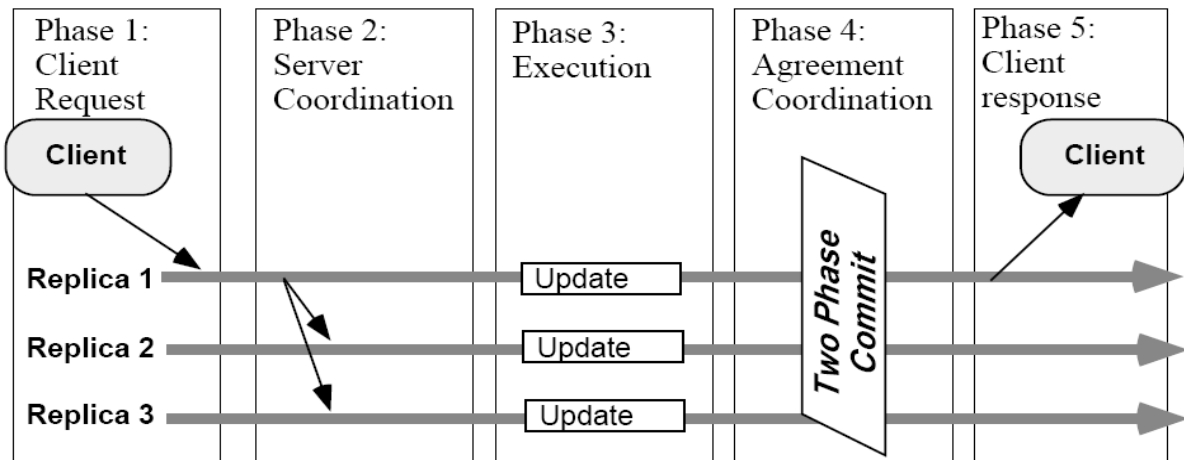 Phase 1:
Client
Request
Phase 2:
Server
Coordination
Phase 3:
Execution
Phase 4:
Agreement
Coordination
Phase 5:
Client
response
Client
Client
Replica 1
Update
Replica 2
Update
Replica 3
Update
Two Phase
Commit